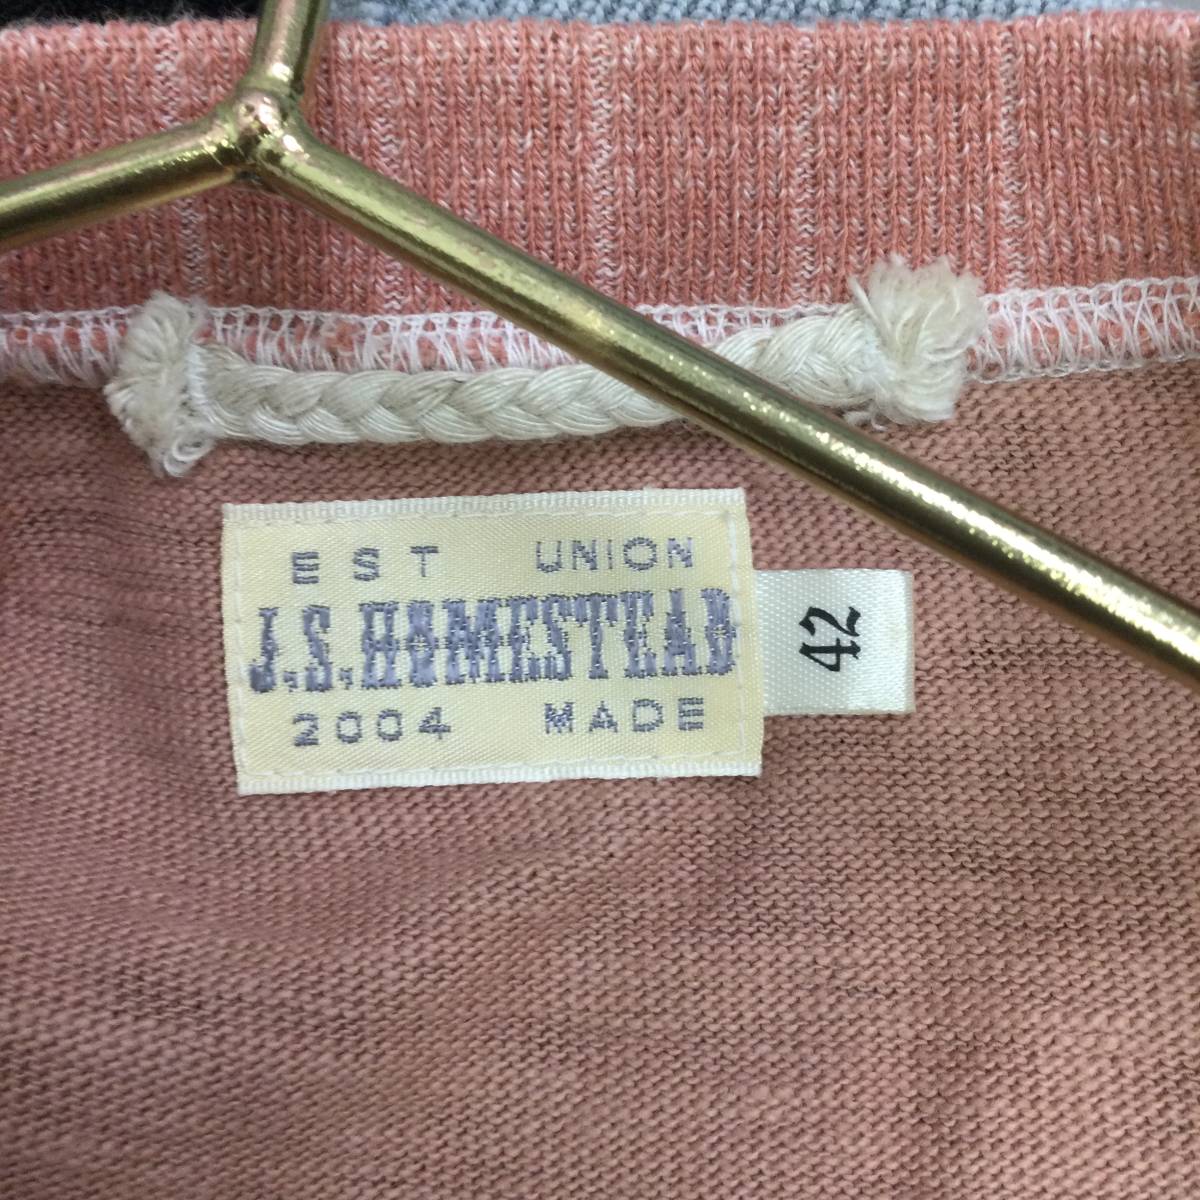 EST UNION
J.S.HOMESTEAD
2004 MADE
42